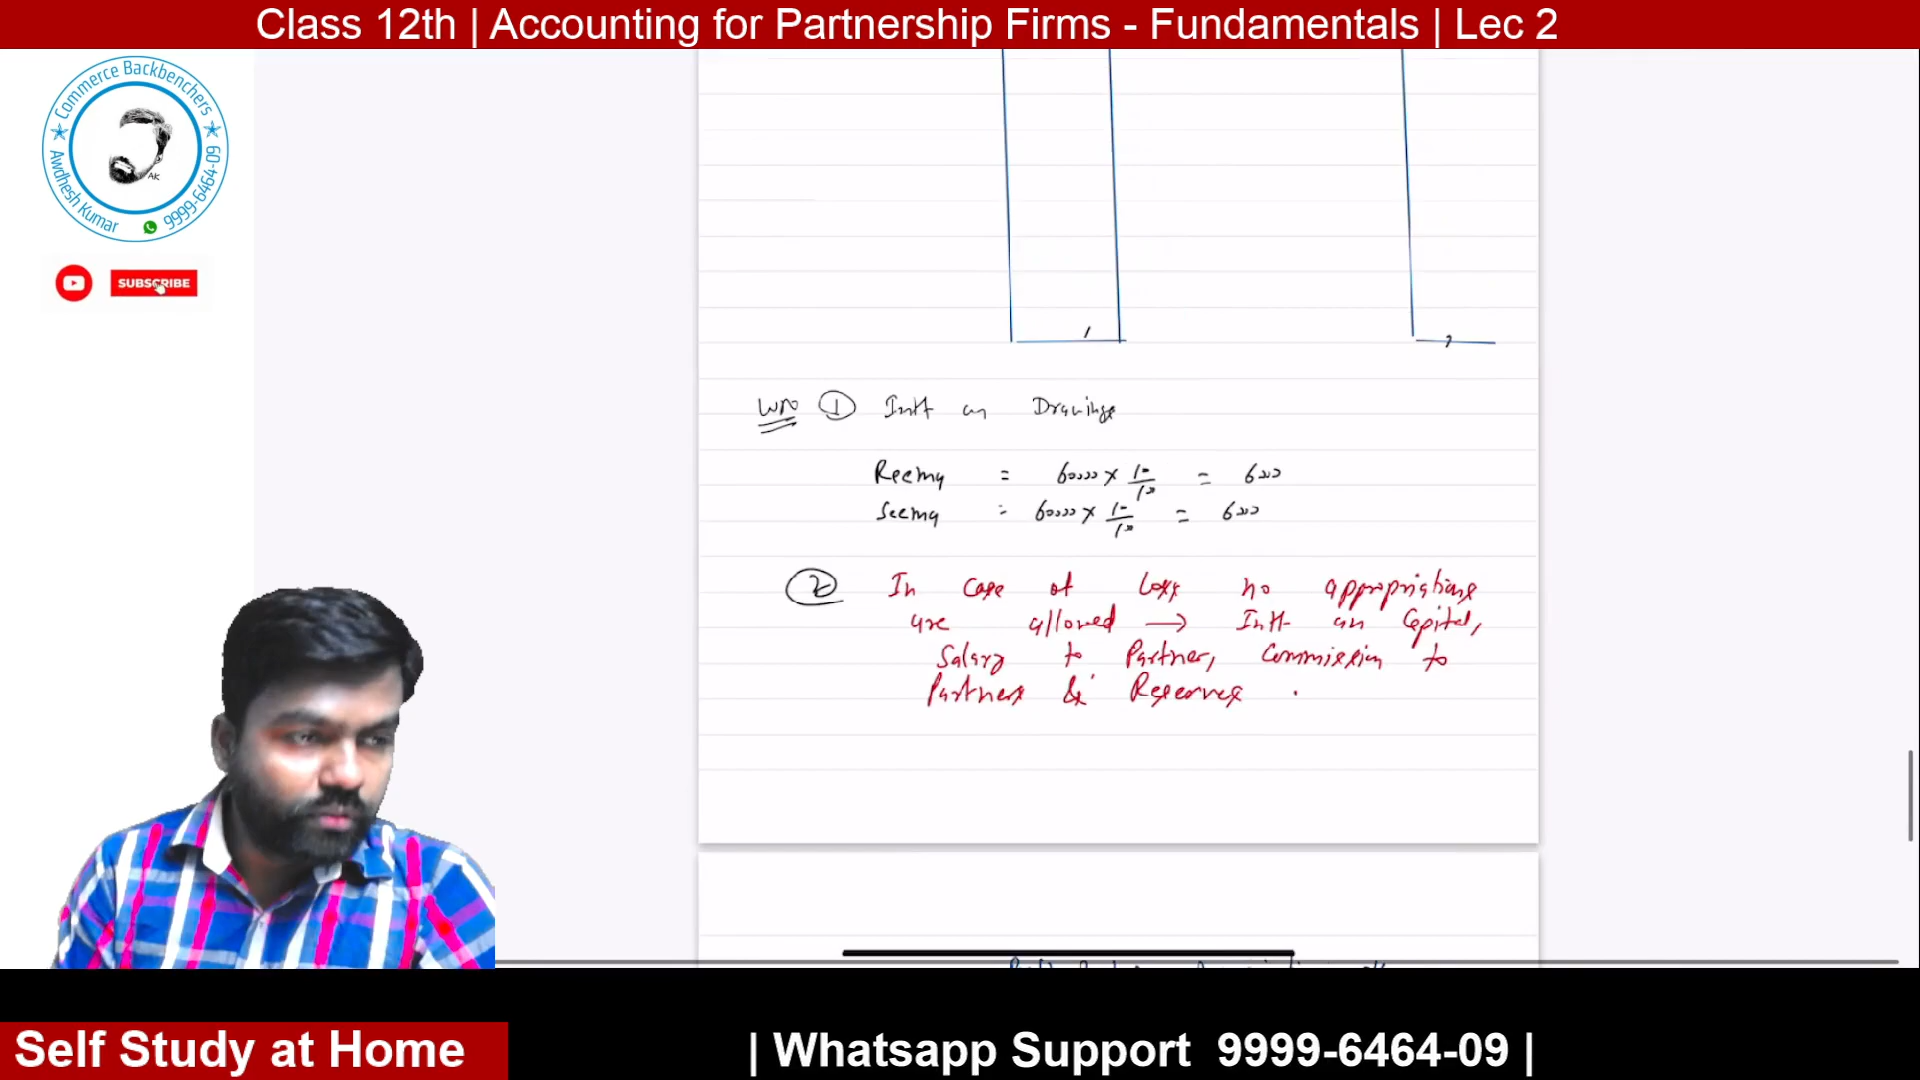 Class 12th | Accounting for Partnership Firms - Fundamentals | Lec 2
Commerce Backbenchers
AK
Awdhesh Kumar
9999-6464-09
SUBSCRIBE
WN ① Intt on Drawings
Reema = 60000 × 10/100 = 6000
Seema = 60000 × 10/100 = 6000
② In Case of Loss no appropriations
are allowed → Intt on Capital,
Salary to Partner, Commission to
Partners & Reserves .
Self Study at Home
| Whatsapp Support 9999-6464-09 |